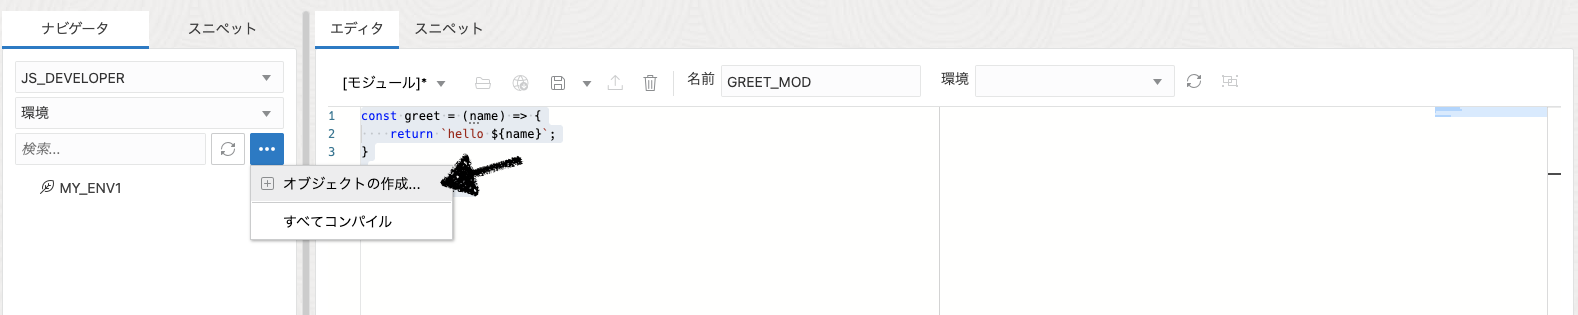 ナビゲータ
スニペット
エディタ
スニペット
JS_DEVELOPER
環境
検索...
MY_ENV1
オブジェクトの作成...
すべてコンパイル
[モジュール]*
名前
GREET_MOD
環境
1 const greet = (name) => {
2 return `hello ${name}`;
3 }